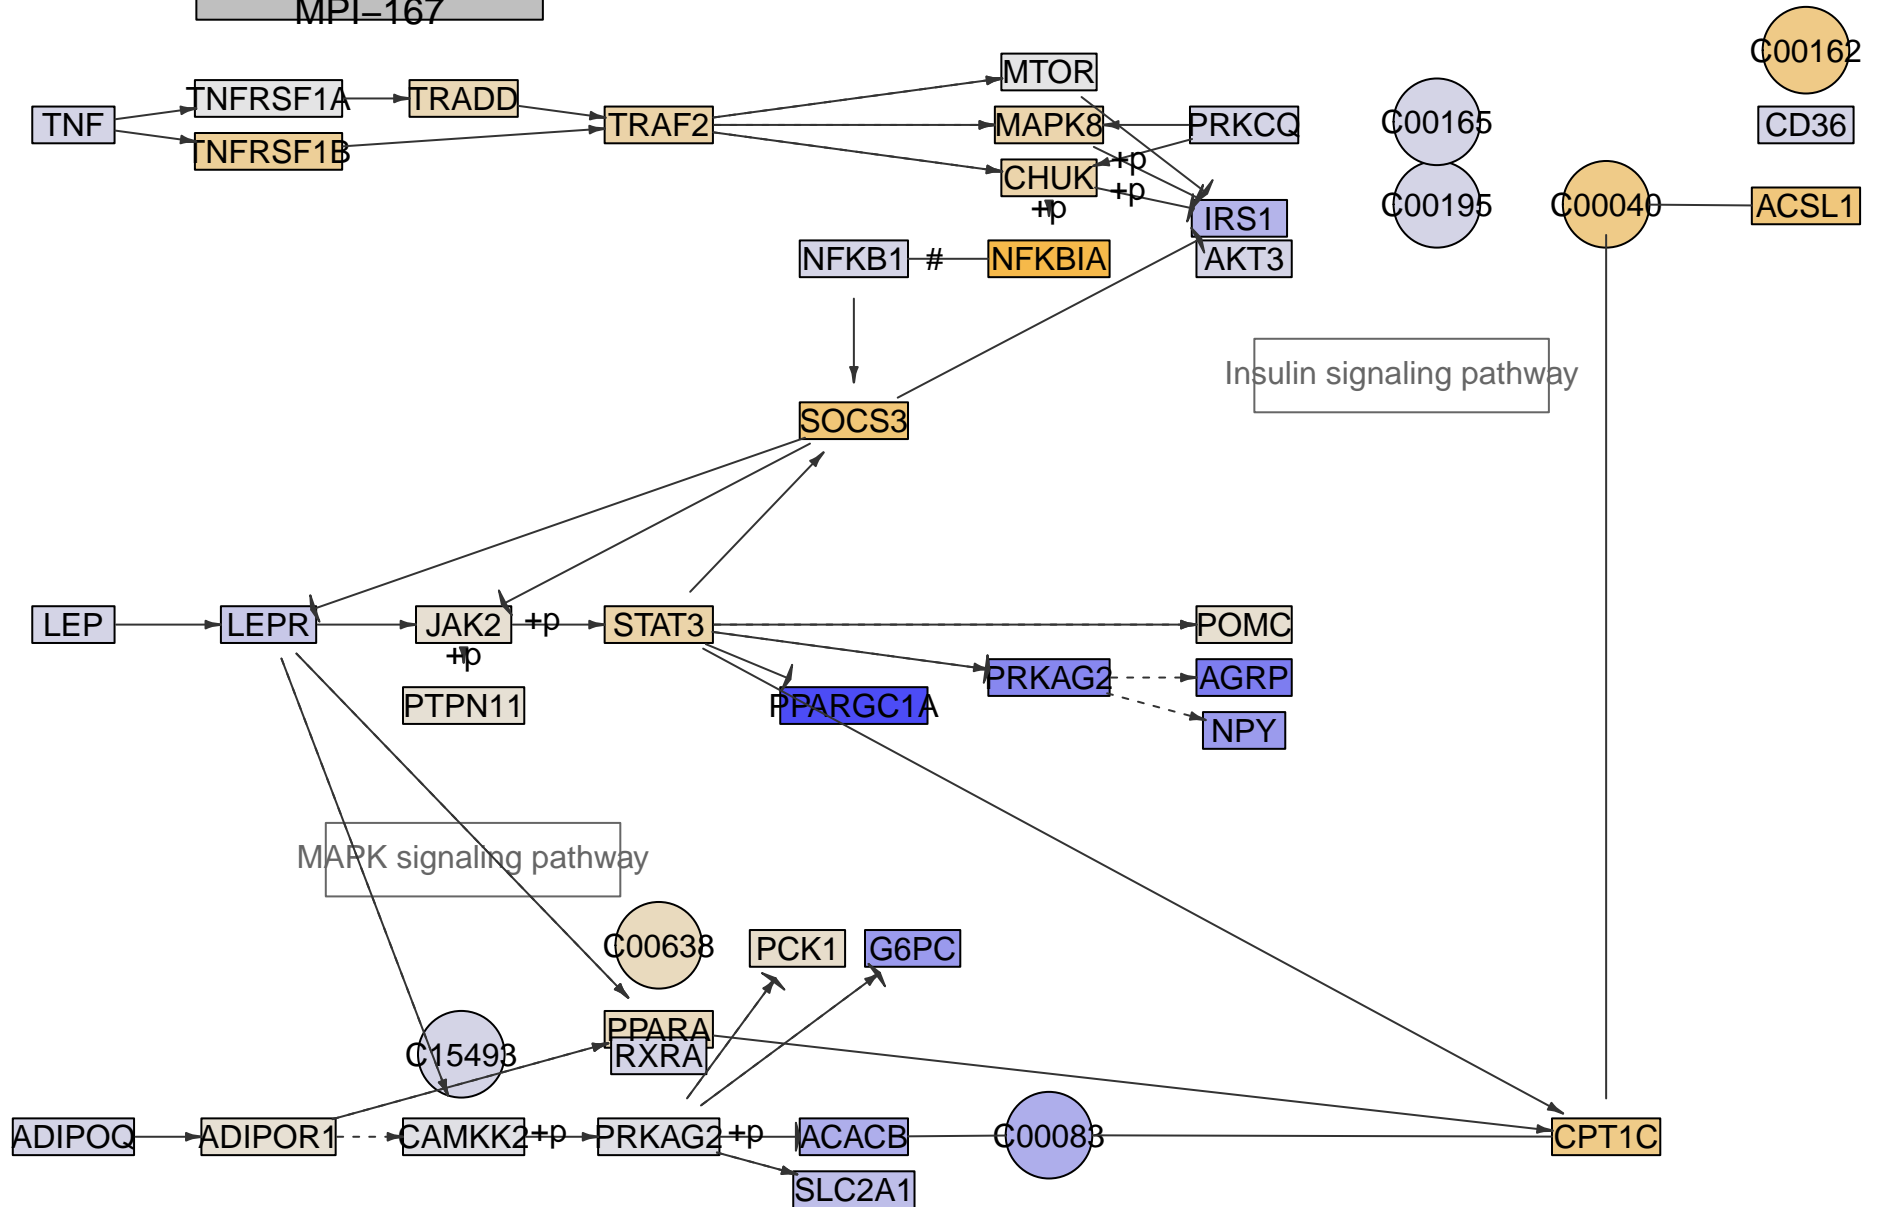 MPI−167
C00162
MTOR
TNFRSF1A
TRADD
TNF
TRAF2
MAPK8
PRKCQ
C00165
CD36
TNFRSF1B
+p
CHUK
+p
+p
IRS1
C00195
C00040
ACSL1
NFKB1
#
NFKBIA
AKT3
Insulin signaling pathway
SOCS3
LEP
LEPR
JAK2
+p
STAT3
POMC
+p
PRKAG2
AGRP
PTPN11
PPARGC1A
NPY
MAPK signaling pathway
C00638
PCK1
G6PC
PPARA
C15493
RXRA
ADIPOQ
ADIPOR1
CAMKK2
+p
PRKAG2
+p
ACACB
C00083
CPT1C
SLC2A1